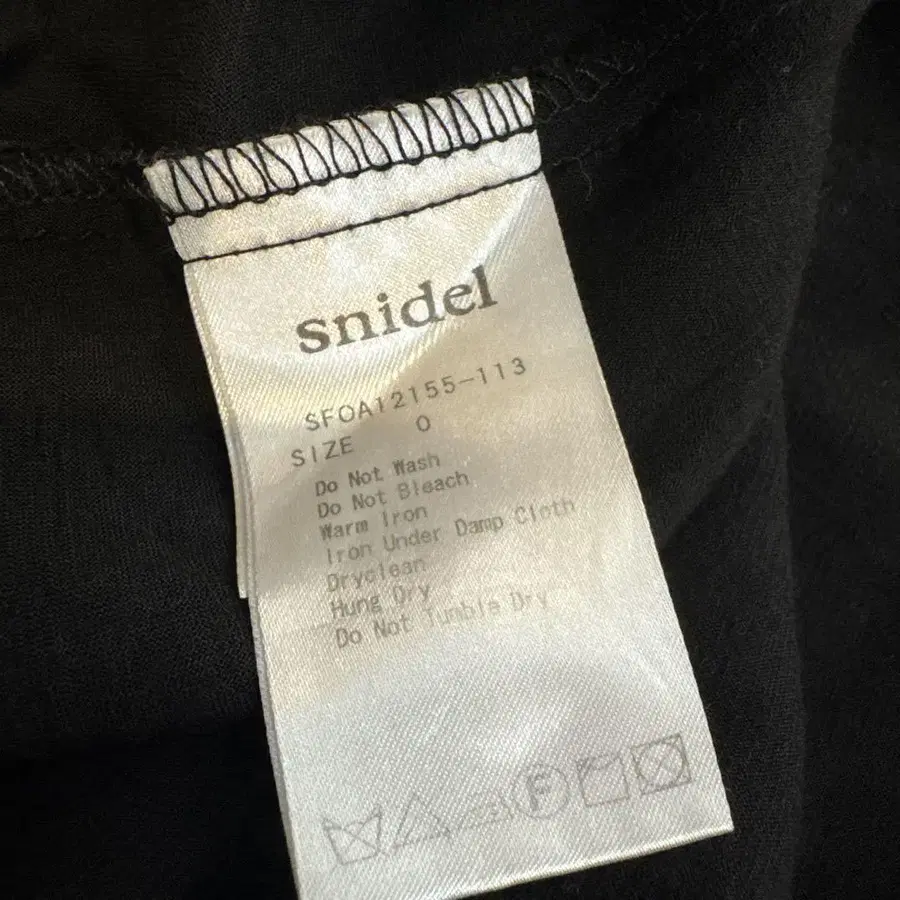 snidel
SFOA12155-113
SIZE 0
Do Not Wash
Do Not Bleach
Warm Iron
Iron Under Damp Cloth
Dryclean
Hung Dry
Do Not Tumble Dry
F